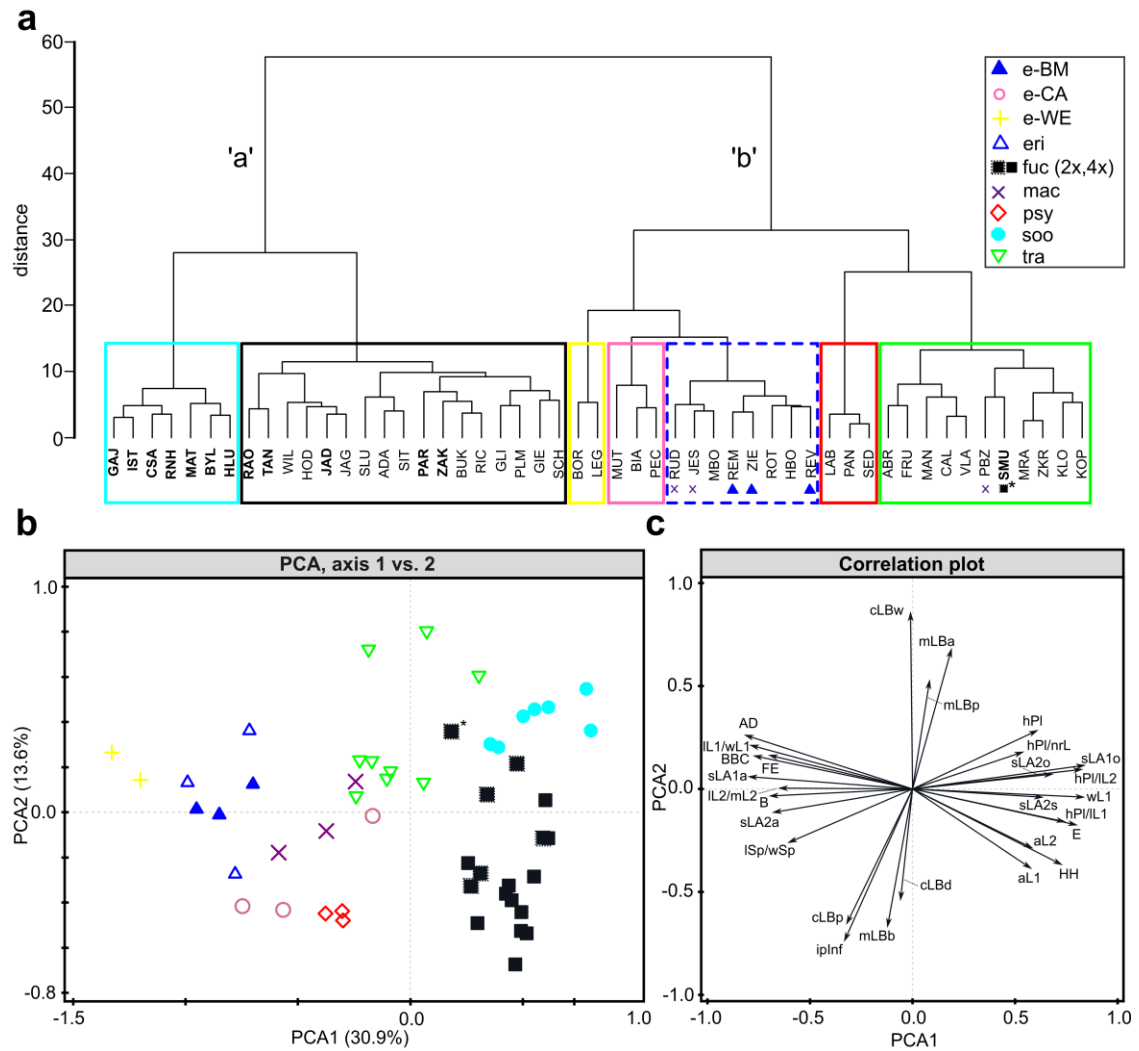 a
60
50
40
30
20
10
0
distance
'a'
'b'
e-BM
e-CA
e-WE
eri
fuc (2x,4x)
mac
psy
soo
tra
GAJ
IST
CSA
RNH
MAT
BYL
HLU
RAO
TAN
WIL
HOD
JAD
JAG
SLU
ADA
SIT
PAR
ZAK
BUK
RIC
GLI
PLM
GIE
SCH
BOR
LEG
MUT
BIA
PEC
RUD
JES
MBO
REM
ZIE
ROT
HBO
REV
LAB
PAN
SED
ABR
FRU
MAN
CAL
VLA
PBZ
SMU
MRA
ZKR
KLO
KOP
*
b
PCA, axis 1 vs. 2
1.0
0.0
-0.8
PCA2 (13.6%)
*
-1.5
0.0
1.0
PCA1 (30.9%)
c
Correlation plot
1.0
0.5
0.0
-0.5
-1.0
PCA2
cLBw
mLBa
mLBp
AD
hPl
lL1/wL1
hPl/nrL
BBC
FE
sLA2o
sLA1o
sLA1a
hPl/lL2
lL2/mL2
B
sLA2s
wL1
sLA2a
hPl/lL1
E
lSp/wSp
aL2
aL1
HH
cLBd
cLBp
mLBb
ipInf
-1.0
-0.5
0.0
0.5
1.0
PCA1